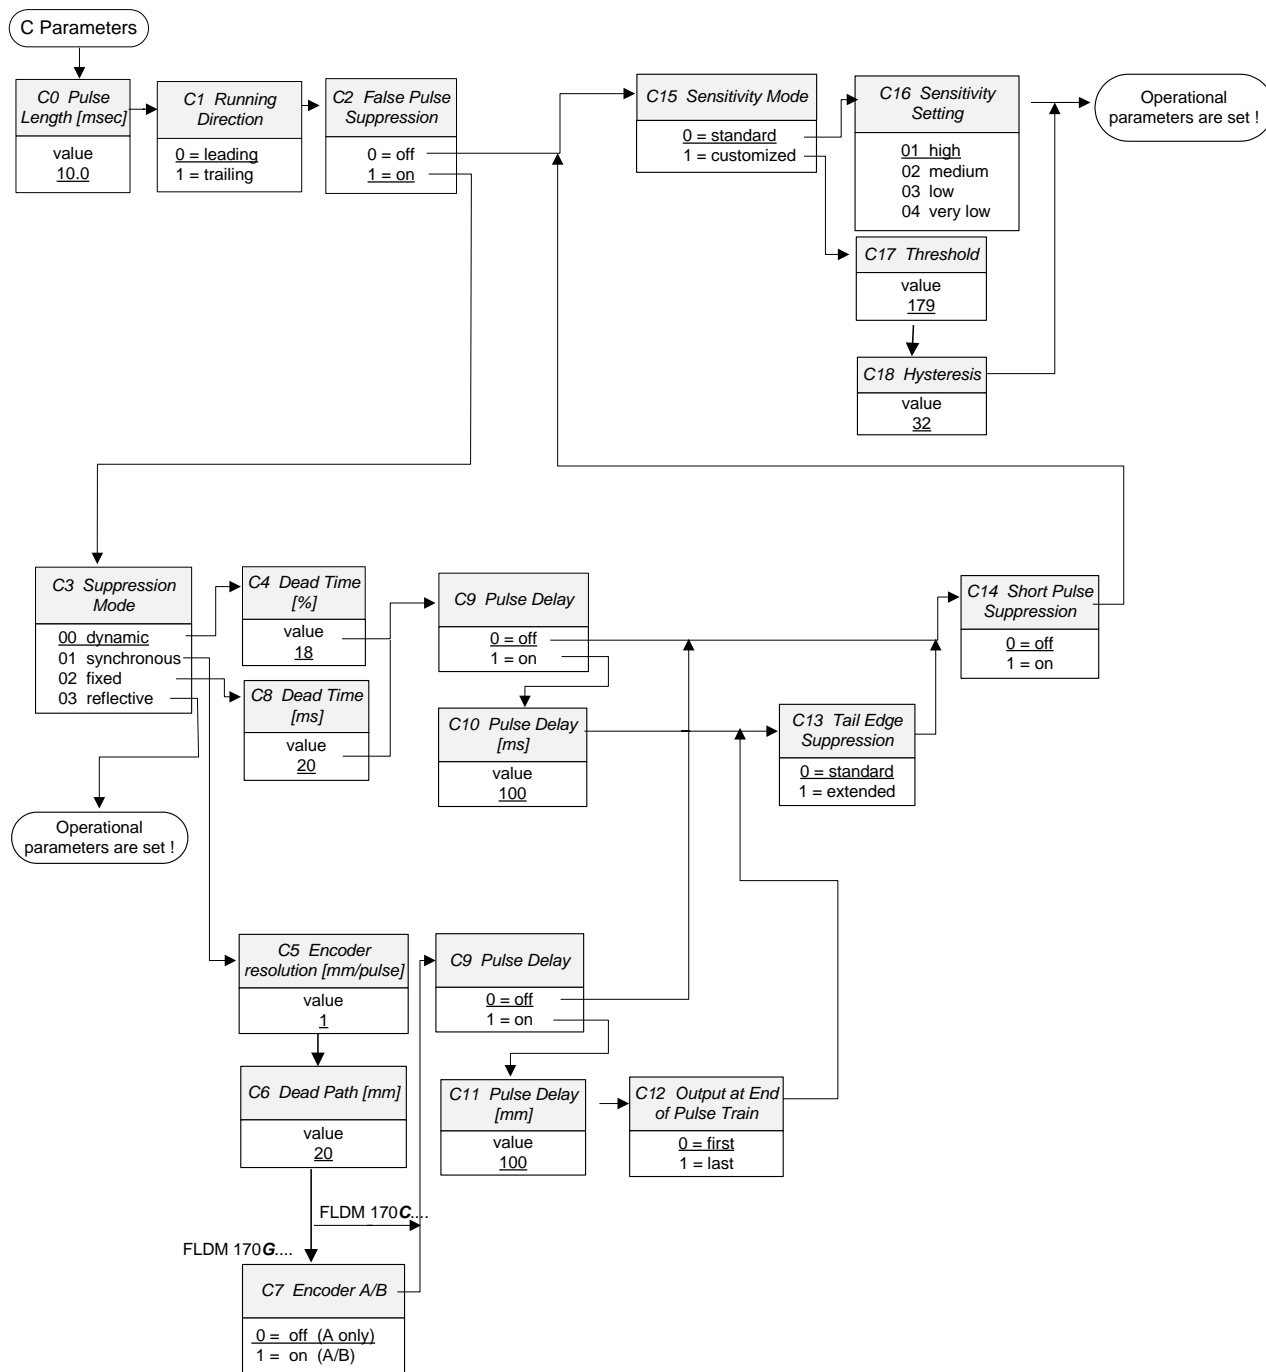 C Parameters
C0 Pulse
Length [msec]
value
10.0
C1 Running
Direction
0 = leading
1 = trailing
C2 False Pulse
Suppression
0 = off
1 = on
C15 Sensitivity Mode
0 = standard
1 = customized
C16 Sensitivity
Setting
01 high
02 medium
03 low
04 very low
Operational
parameters are set !
C17 Threshold
value
179
C18 Hysteresis
value
32
C3 Suppression
Mode
00 dynamic
01 synchronous
02 fixed
03 reflective
C4 Dead Time
[%]
value
18
C8 Dead Time
[ms]
value
20
C9 Pulse Delay
0 = off
1 = on
C10 Pulse Delay
[ms]
value
100
C13 Tail Edge
Suppression
0 = standard
1 = extended
C14 Short Pulse
Suppression
0 = off
1 = on
Operational
parameters are set !
C5 Encoder
resolution [mm/pulse]
value
1
C9 Pulse Delay
0 = off
1 = on
C6 Dead Path [mm]
value
20
C11 Pulse Delay
[mm]
value
100
C12 Output at End
of Pulse Train
0 = first
1 = last
FLDM 170C....
FLDM 170G....
C7 Encoder A/B
0 = off (A only)
1 = on (A/B)